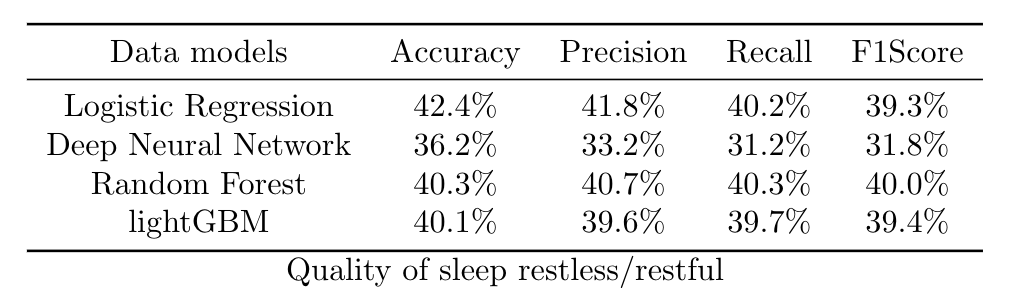 Data models Accuracy Precision Recall F1Score
Logistic Regression 42.4% 41.8% 40.2% 39.3%
Deep Neural Network 36.2% 33.2% 31.2% 31.8%
Random Forest 40.3% 40.7% 40.3% 40.0%
lightGBM 40.1% 39.6% 39.7% 39.4%
Quality of sleep restless/restful